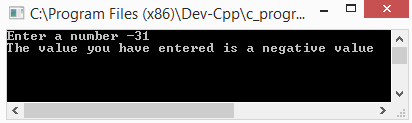 C:\Program Files (x86)\Dev-Cpp\c_progr...
Enter a number -31
The value you have entered is a negative value